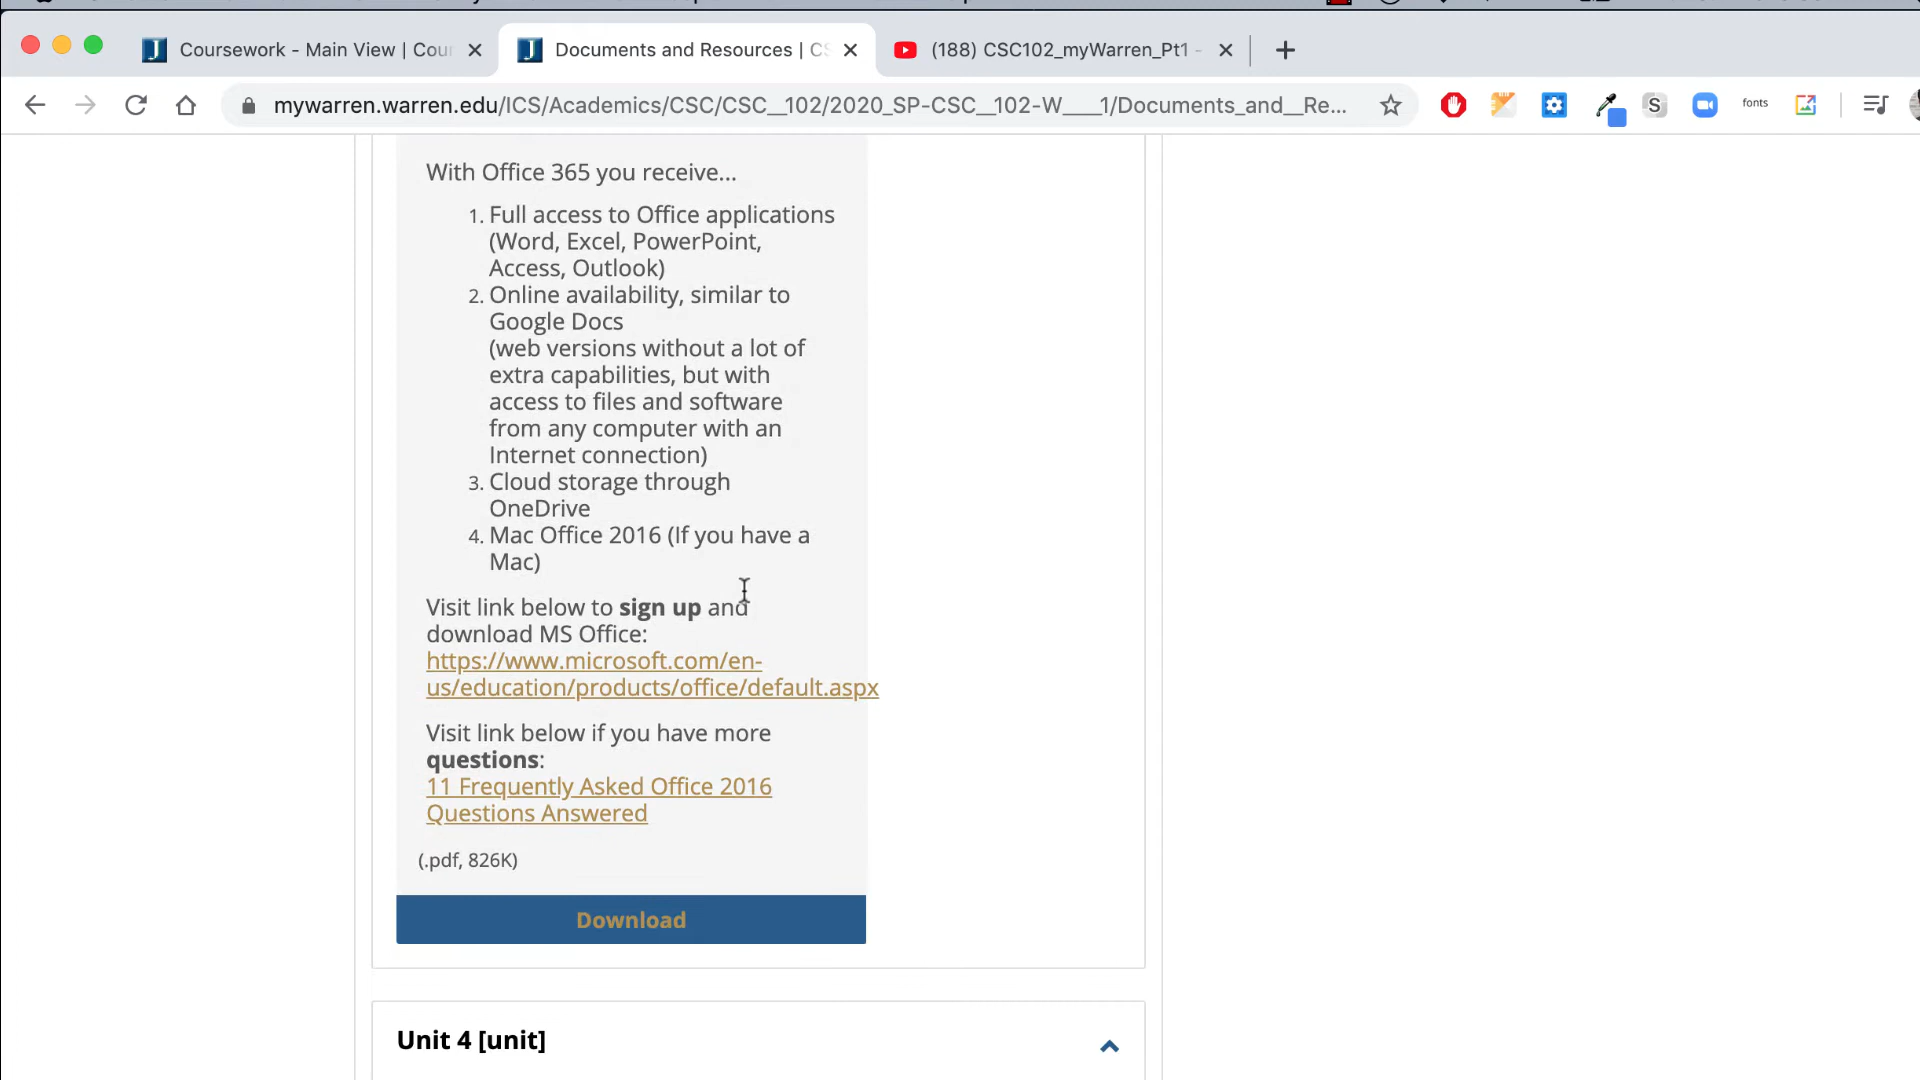 Coursework - Main View | Cou
Documents and Resources | CS
(188) CSC102_myWarren_Pt1 -
mywarren.warren.edu/ICS/Academics/CSC/CSC__102/2020_SP-CSC__102-W____1/Documents_and__Re...
fonts
With Office 365 you receive...
1. Full access to Office applications
(Word, Excel, PowerPoint,
Access, Outlook)
2. Online availability, similar to
Google Docs
(web versions without a lot of
extra capabilities, but with
access to files and software
from any computer with an
Internet connection)
3. Cloud storage through
OneDrive
4. Mac Office 2016 (If you have a
Mac)
Visit link below to sign up and
download MS Office:
https://www.microsoft.com/en-
us/education/products/office/default.aspx
Visit link below if you have more
questions:
11 Frequently Asked Office 2016
Questions Answered
(.pdf, 826K)
Download
Unit 4 [unit]